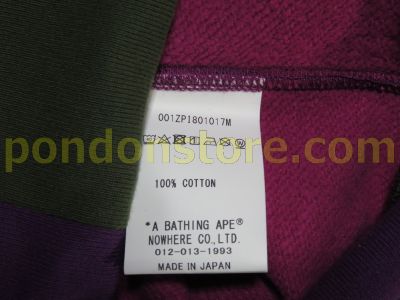 001ZPI801017M
pondonstore.com
100% COTTON
"A BATHING APE®
NOWHERE CO.,LTD.
012-013-1993
MADE IN JAPAN